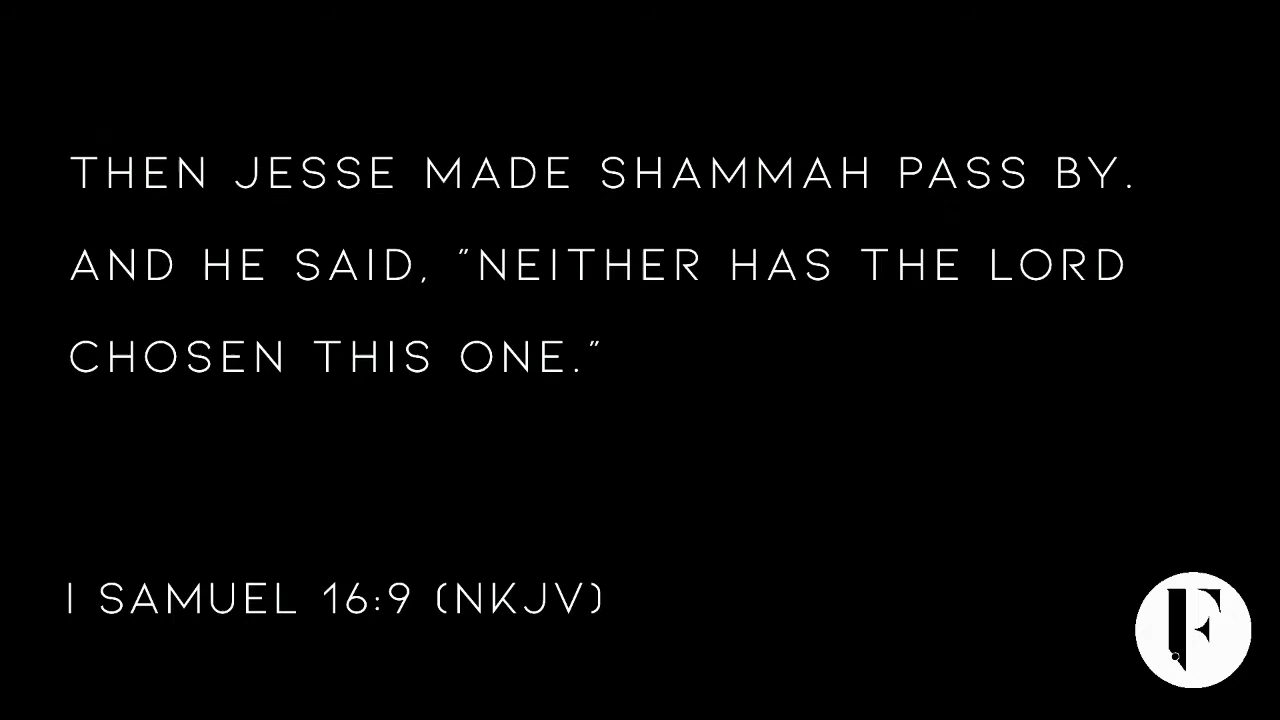 THEN JESSE MADE SHAMMAH PASS BY.
AND HE SAID, "NEITHER HAS THE LORD
CHOSEN THIS ONE."
I SAMUEL 16:9 (NKJV)
F